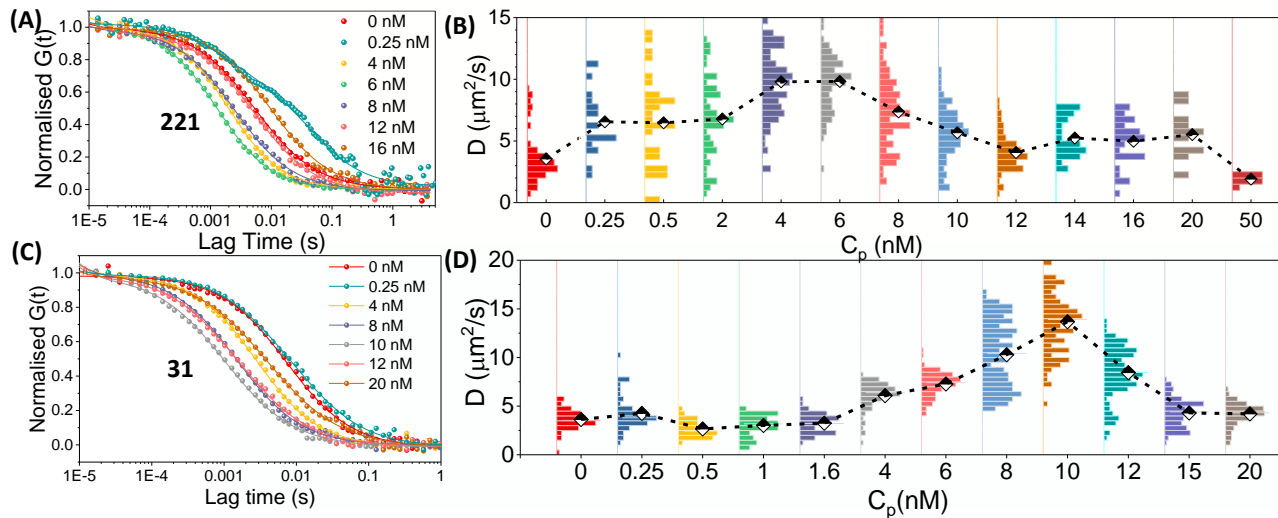 (A)
Normalised G(t)
1.0
0.8
0.6
0.4
0.2
0.0
221
0 nM
0.25 nM
4 nM
6 nM
8 nM
12 nM
16 nM
1E-5 1E-4 0.001 0.01 0.1 1
Lag Time (s)
(B)
D (μm²/s)
15
10
5
0
0 0.25 0.5 2 4 6 8 10 12 14 16 20 50
Cₚ (nM)
(C)
Normalised G(t)
1.0
0.8
0.6
0.4
0.2
0.0
31
0 nM
0.25 nM
4 nM
8 nM
10 nM
12 nM
20 nM
1E-5 1E-4 0.001 0.01 0.1 1
Lag time (s)
(D)
D (μm²/s)
20
15
10
5
0
0 0.25 0.5 1 1.6 4 6 8 10 12 15 20
Cₚ(nM)